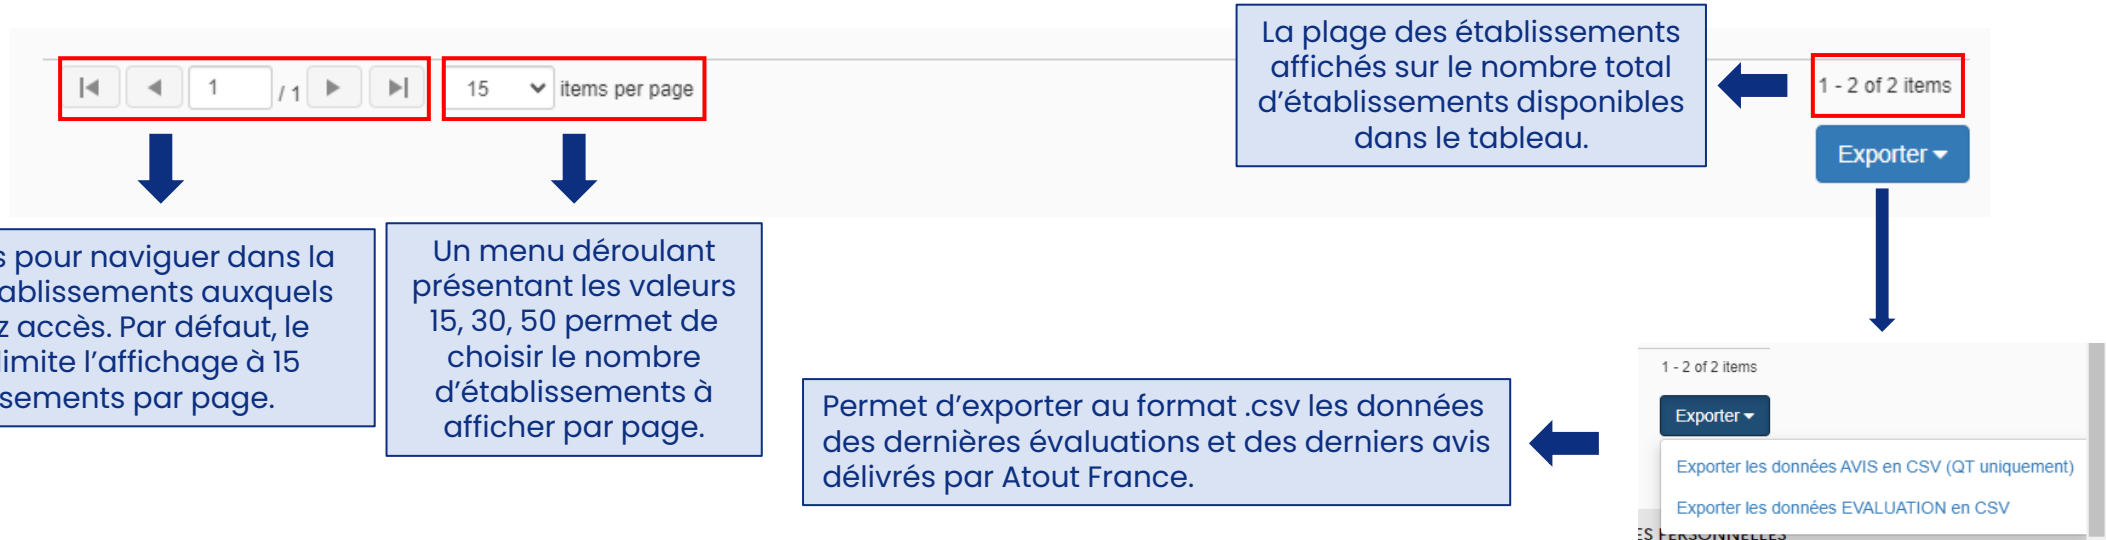 1 / 1
15 items per page
La plage des établissements
affichés sur le nombre total
d'établissements disponibles
dans le tableau.
1 - 2 of 2 items
Exporter
pour naviguer dans la
auxquels
accès. Par défaut, le
limite l'affichage à 15
par page.
Un menu déroulant
présentant les valeurs
15, 30, 50 permet de
choisir le nombre
d'établissements à
afficher par page.
Permet d'exporter au format .csv les données
des dernières évaluations et des derniers avis
délivrés par Atout France.
1 - 2 of 2 items
Exporter
Exporter les données AVIS en CSV (QT uniquement)
Exporter les données EVALUATION en CSV
PERSONNELLES